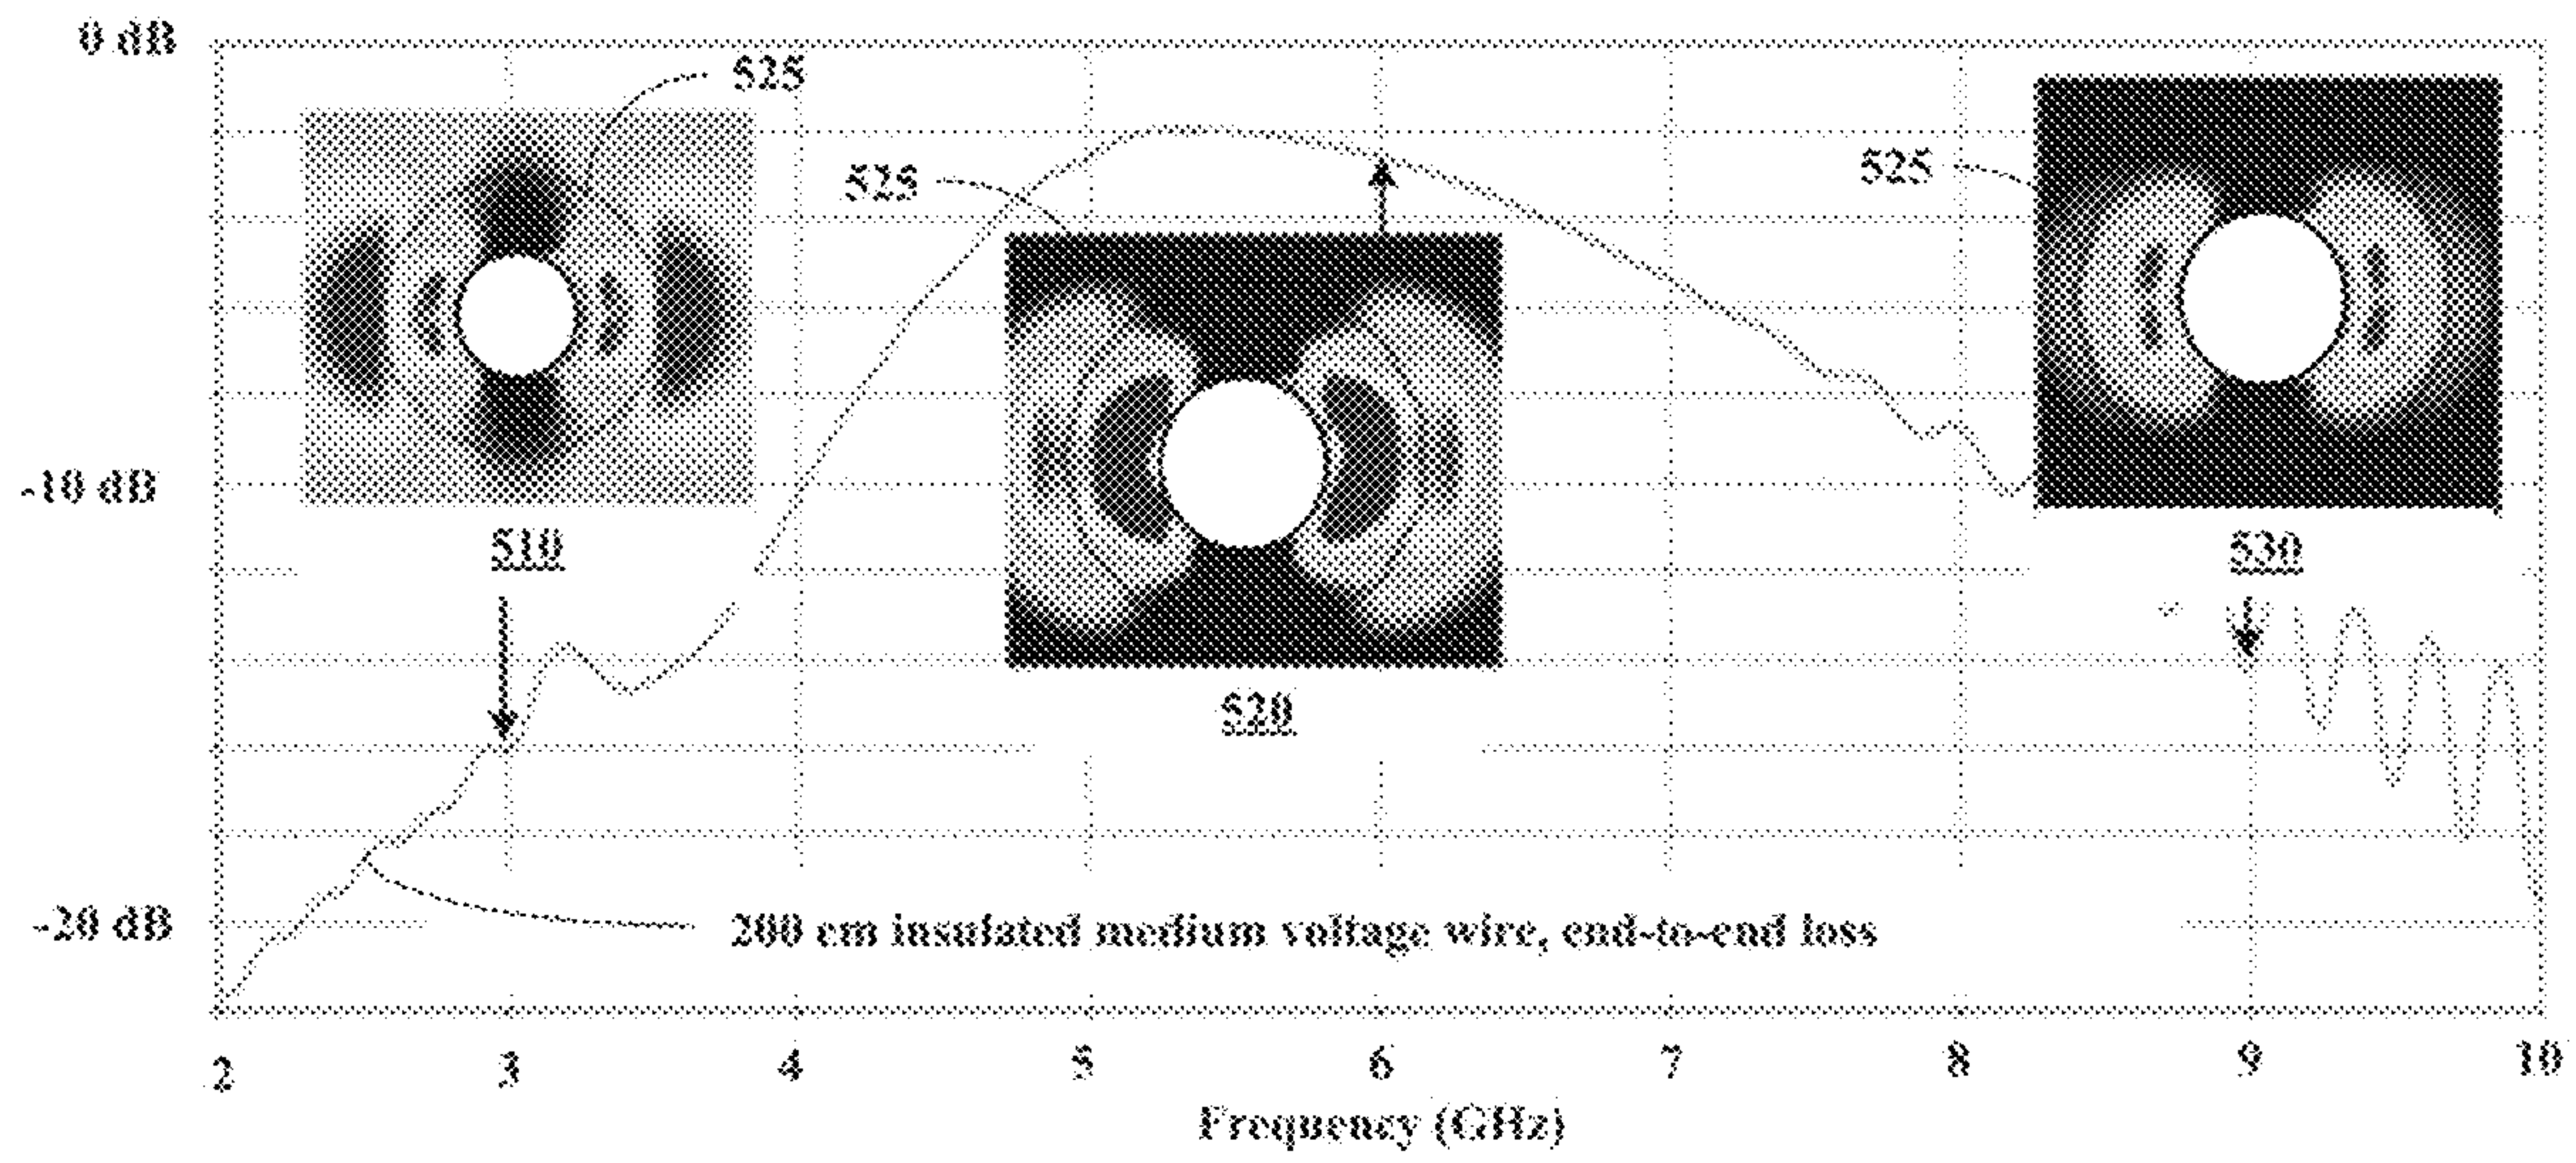 0 dB
525
525
525
-10 dB
510
530
520
-20 dB
200 cm insulated medium voltage wire, end-to-end loss
2 3 4 5 6 7 8 9 10
Frequency (GHz)